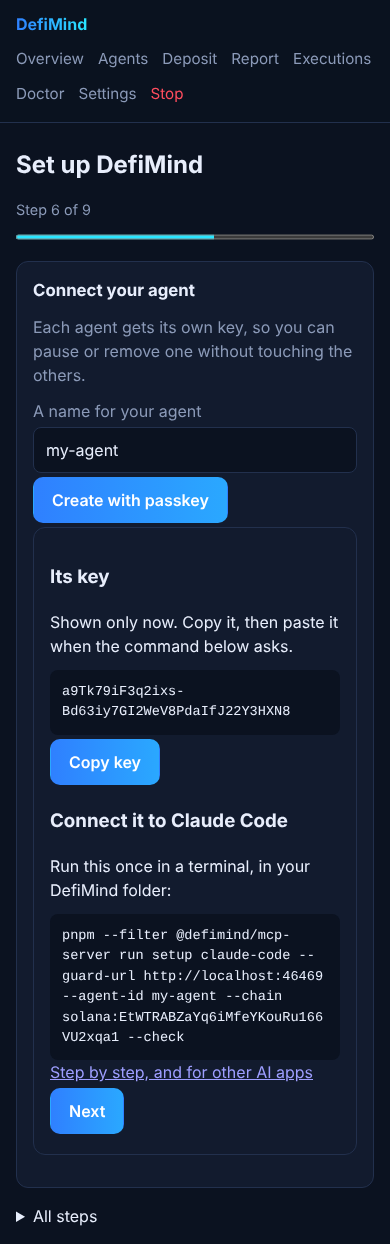 DefiMind
Overview Agents Deposit Report Executions
Doctor Settings Stop
Set up DefiMind
Step 6 of 9
Connect your agent
Each agent gets its own key, so you can
pause or remove one without touching the
others.
A name for your agent
my-agent
Create with passkey
Its key
Shown only now. Copy it, then paste it
when the command below asks.
a9Tk79iF3q2ixs-
Bd63iy7GI2WeV8PdaIfJ22Y3HXN8
Copy key
Connect it to Claude Code
Run this once in a terminal, in your
DefiMind folder:
pnpm --filter @defimind/mcp-
server run setup claude-code --
guard-url http://localhost:46469
--agent-id my-agent --chain
solana:EtWTRABZaYq6iMfeYKouRu166
VU2xqa1 --check
Step by step, and for other AI apps
Next
All steps